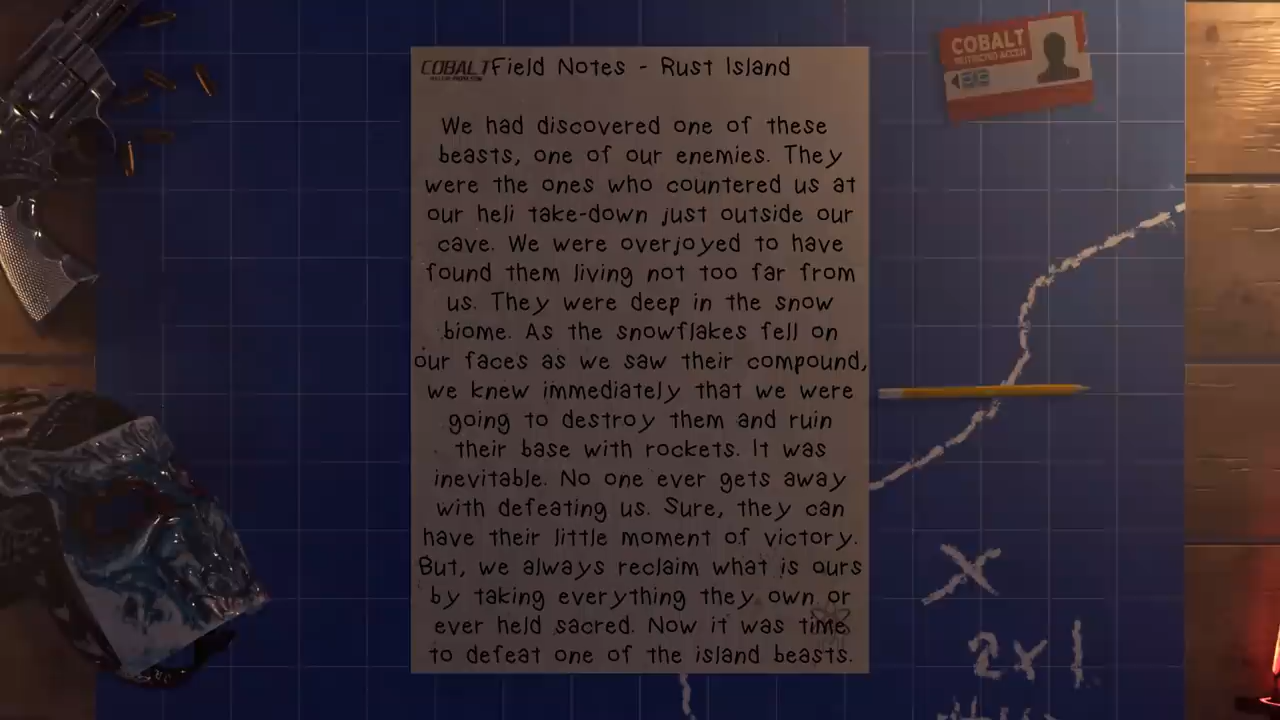 COBALT
Field Notes - Rust Island
We had discovered one of these
beasts, one of our enemies. They
were the ones who countered us at
our heli take-down just outside our
cave. We were overjoyed to have
found them living not too far from
us. They were deep in the snow
biome. As the snowflakes fell on
our faces as we saw their compound,
we knew immediately that we were
going to destroy them and ruin
their base with rockets. It was
inevitable. No one ever gets away
with defeating us. Sure, they can
have their little moment of victory.
But, we always reclaim what is ours
by taking everything they own or
ever held sacred. Now it was time
to defeat one of the island beasts.
COBALT
RESTRICTED ACCESS
X
2x1